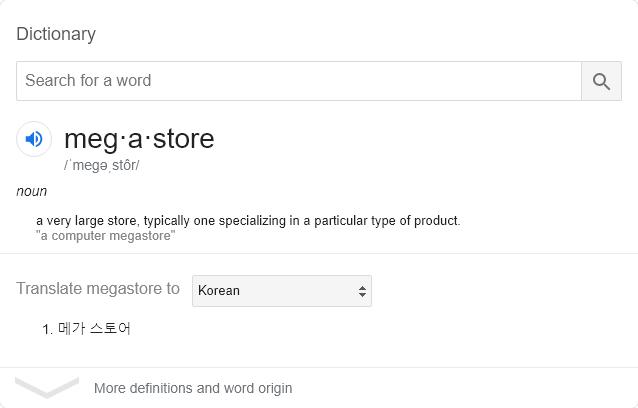 Dictionary
Search for a word
meg·a·store
/ˈmeɡəˌstôr/
noun
a very large store, typically one specializing in a particular type of product.
"a computer megastore"
Translate megastore to Korean
1. 메가 스토어
More definitions and word origin